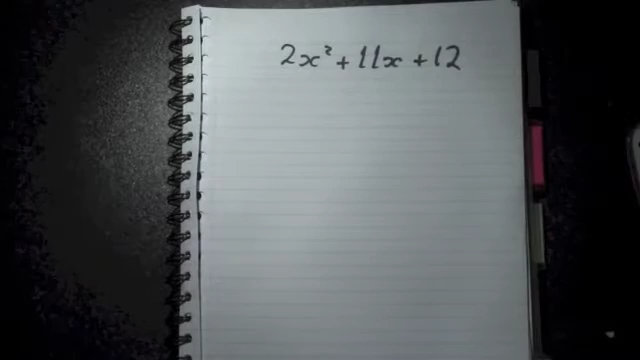 2x² + 11x + 12